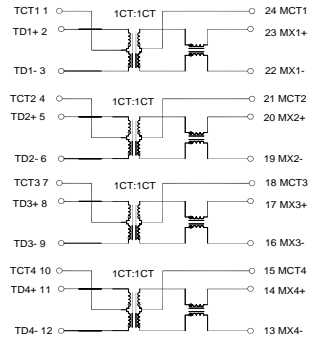 TCT1 1 24 MCT1
1CT:1CT
TD1+ 2 23 MX1+
TD1- 3 22 MX1-
TCT2 4 21 MCT2
1CT:1CT
TD2+ 5 20 MX2+
TD2- 6 19 MX2-
TCT3 7 18 MCT3
1CT:1CT
TD3+ 8 17 MX3+
TD3- 9 16 MX3-
TCT4 10 15 MCT4
1CT:1CT
TD4+ 11 14 MX4+
TD4- 12 13 MX4-